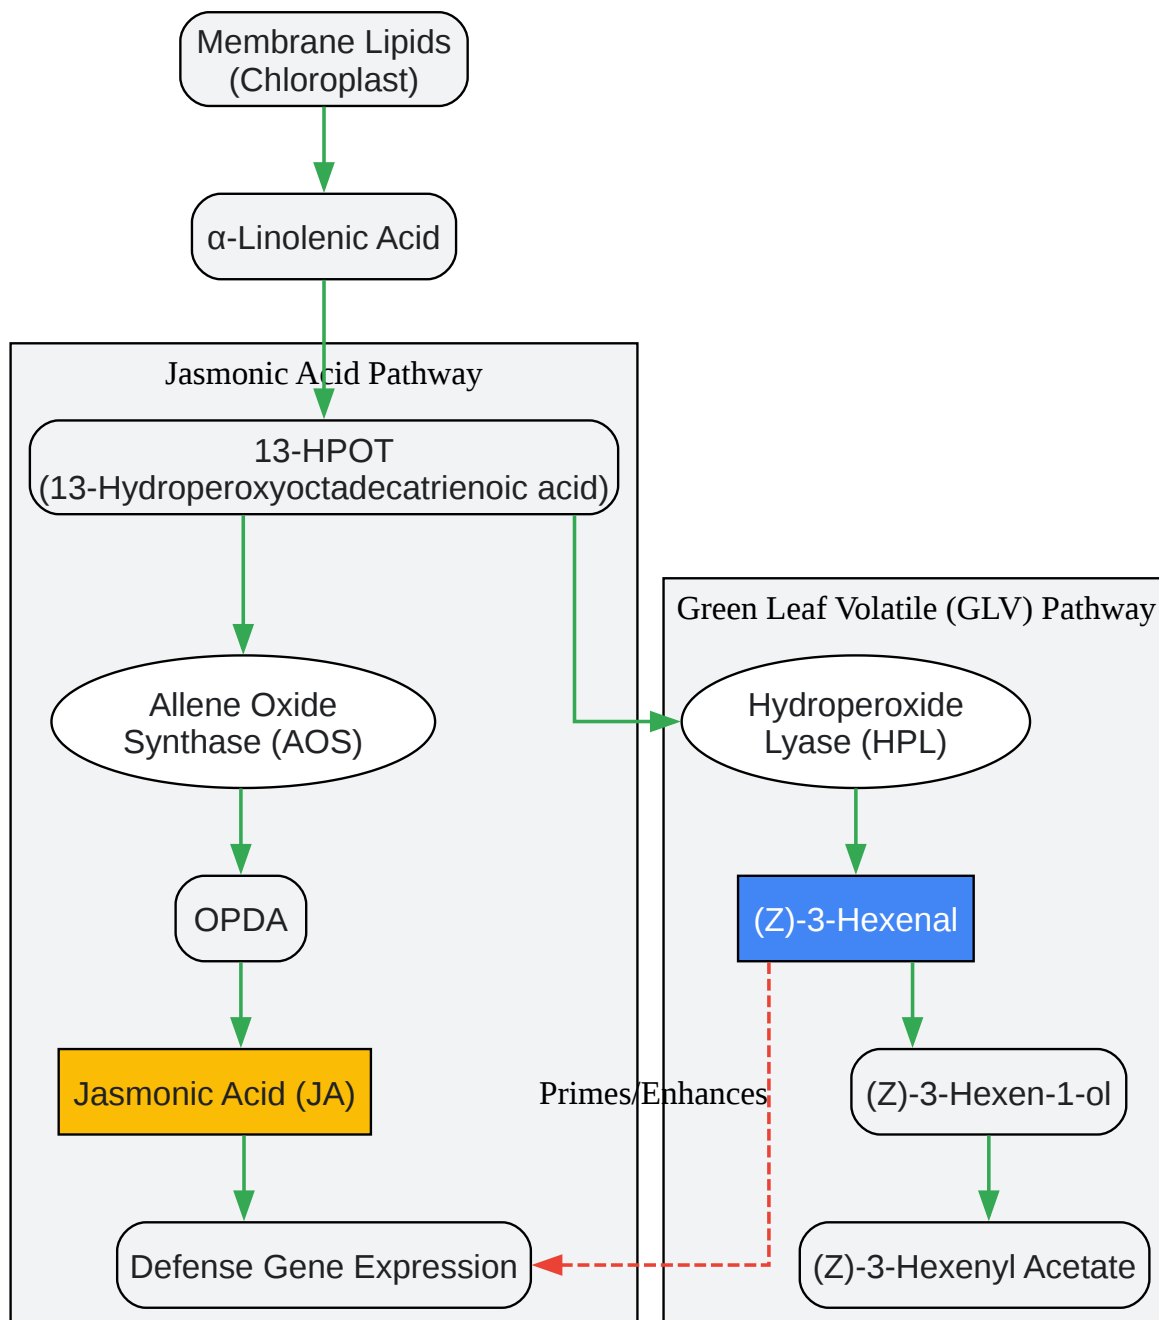 Membrane Lipids
(Chloroplast)
α-Linolenic Acid
Jasmonic Acid Pathway
13-HPOT
(13-Hydroperoxyoctadecatrienoic acid)
Green Leaf Volatile (GLV) Pathway
Allene Oxide
Synthase (AOS)
Hydroperoxide
Lyase (HPL)
OPDA
(Z)-3-Hexenal
Jasmonic Acid (JA)
Primes/Enhances
(Z)-3-Hexen-1-ol
Defense Gene Expression
(Z)-3-Hexenyl Acetate